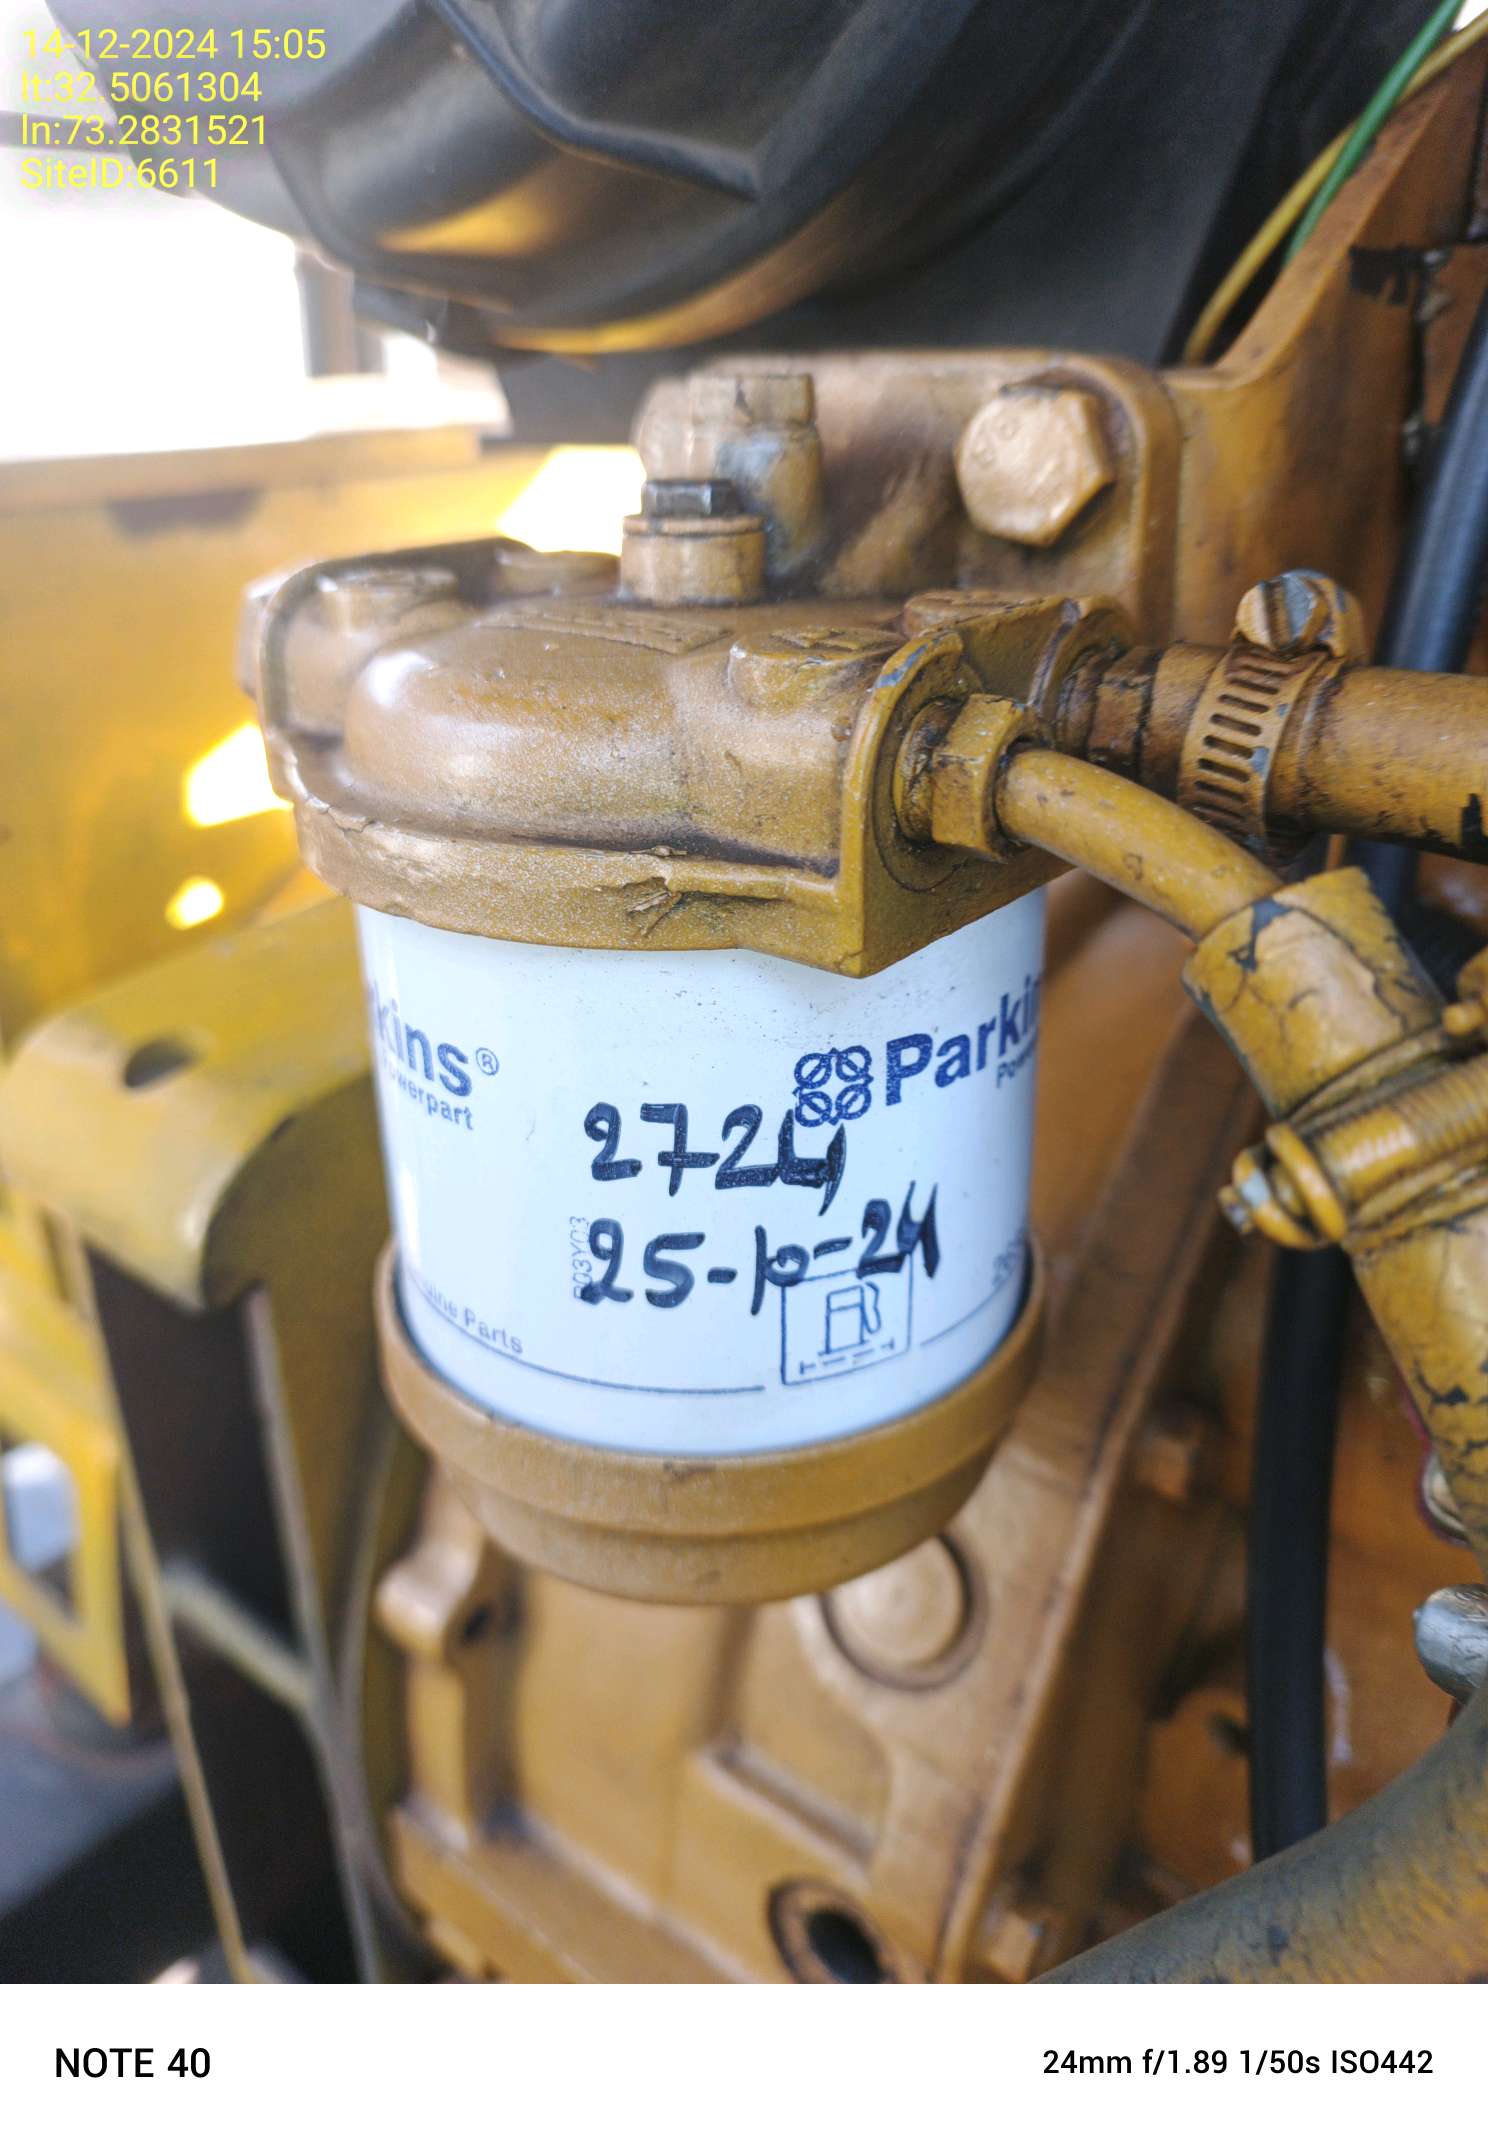 14-12-2024 15:05
lt:32.5061304
ln:73.2831521
SiteID:6611
kins®
Powerpart
Parkin
2724
25-10-24
Parts
NOTE 40
24mm f/1.89 1/50s ISO442